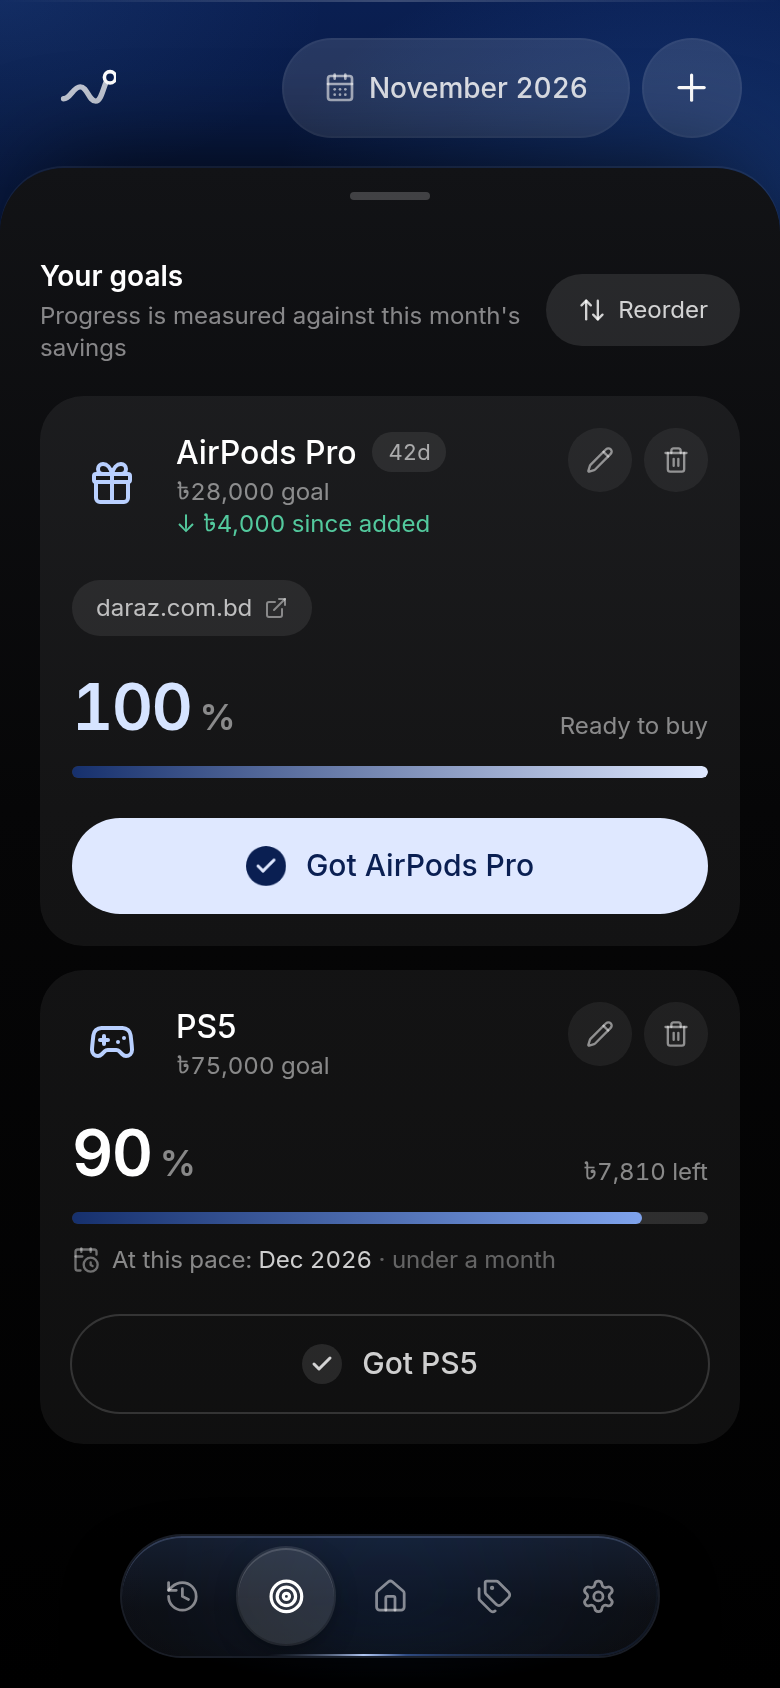 November 2026
Your goals
Progress is measured against this month's
savings
Reorder
AirPods Pro 42d
৳28,000 goal
↓ ৳4,000 since added
daraz.com.bd
100 %
Ready to buy
Got AirPods Pro
PS5
৳75,000 goal
90 %
৳7,810 left
At this pace: Dec 2026 · under a month
Got PS5